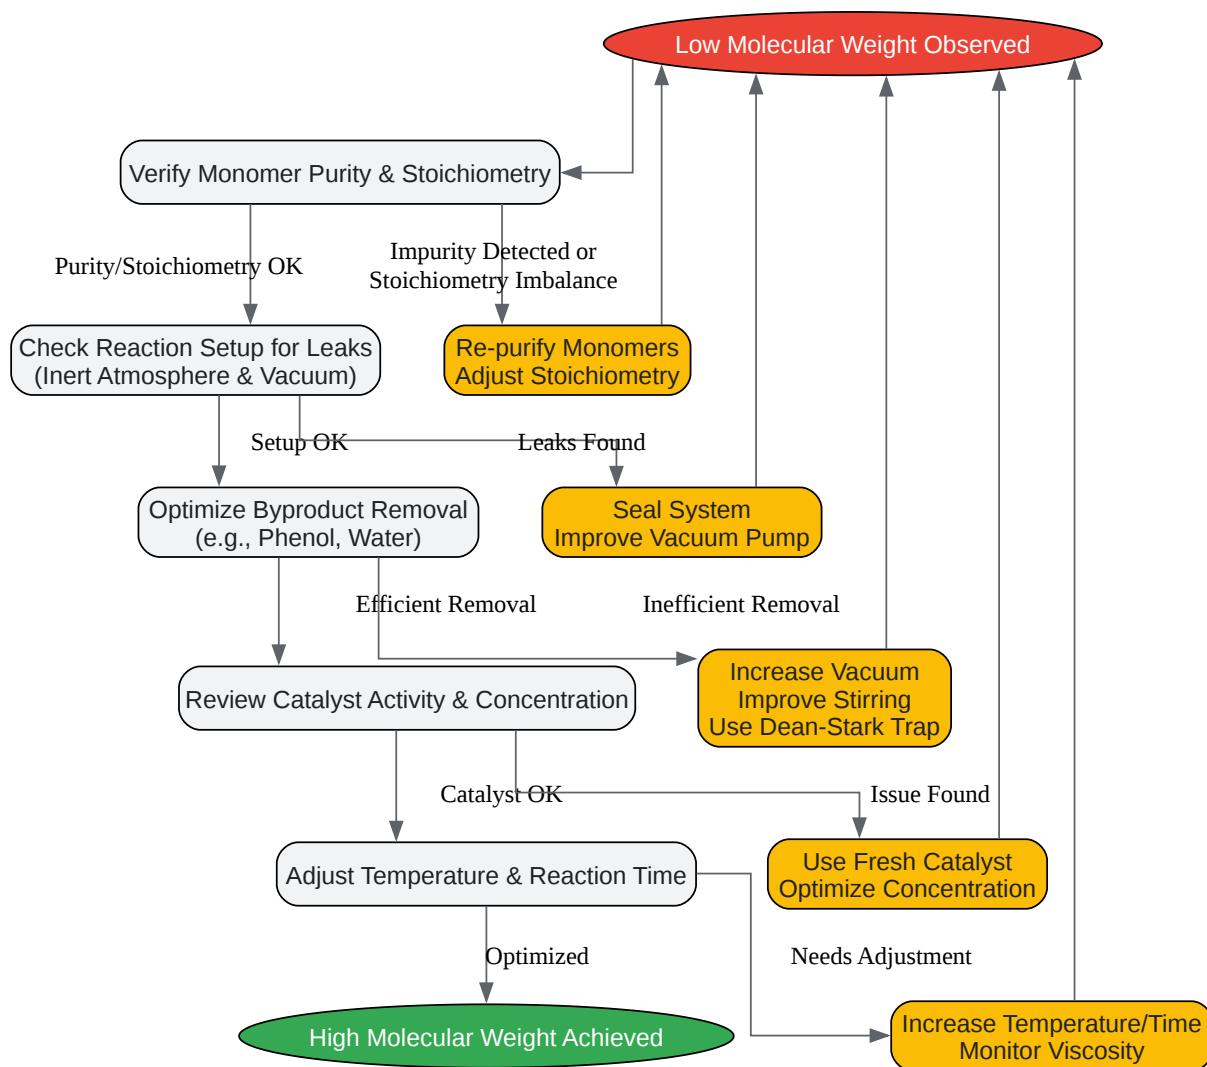 Low Molecular Weight Observed
Verify Monomer Purity & Stoichiometry
Purity/Stoichiometry OK
Impurity Detected or
Stoichiometry Imbalance
Check Reaction Setup for Leaks
(Inert Atmosphere & Vacuum)
Re-purify Monomers
Adjust Stoichiometry
Setup OK
Leaks Found
Optimize Byproduct Removal
(e.g., Phenol, Water)
Seal System
Improve Vacuum Pump
Efficient Removal
Inefficient Removal
Review Catalyst Activity & Concentration
Increase Vacuum
Improve Stirring
Use Dean-Stark Trap
Catalyst OK
Issue Found
Adjust Temperature & Reaction Time
Use Fresh Catalyst
Optimize Concentration
Optimized
Needs Adjustment
High Molecular Weight Achieved
Increase Temperature/Time
Monitor Viscosity